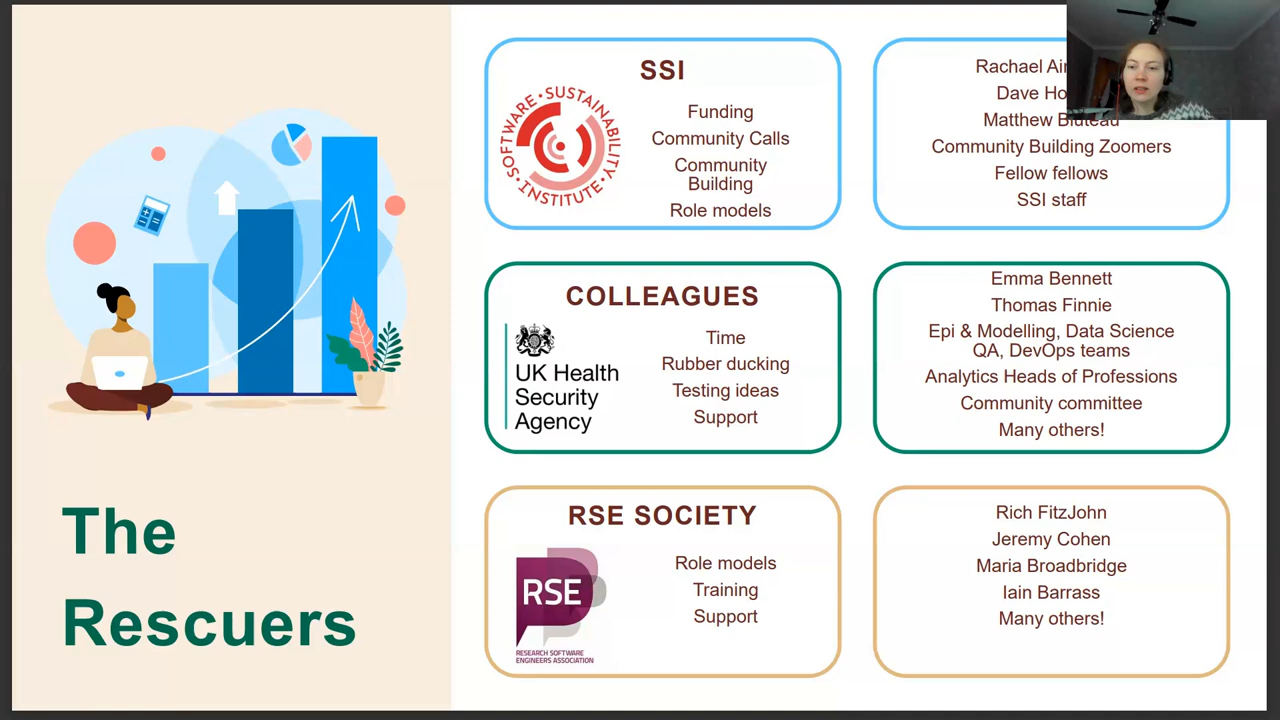 The
Rescuers
SSI
SOFTWARE • SUSTAINABILITY • INSTITUTE •
Funding
Community Calls
Community
Building
Role models
Rachael
Dave
Matthew Bluteau
Community Building Zoomers
Fellow fellows
SSI staff
COLLEAGUES
UK Health
Security
Agency
Time
Rubber ducking
Testing ideas
Support
Emma Bennett
Thomas Finnie
Epi & Modelling, Data Science
QA, DevOps teams
Analytics Heads of Professions
Community committee
Many others!
RSE SOCIETY
RSE
RESEARCH SOFTWARE
ENGINEERS ASSOCIATION
Role models
Training
Support
Rich FitzJohn
Jeremy Cohen
Maria Broadbridge
Iain Barrass
Many others!